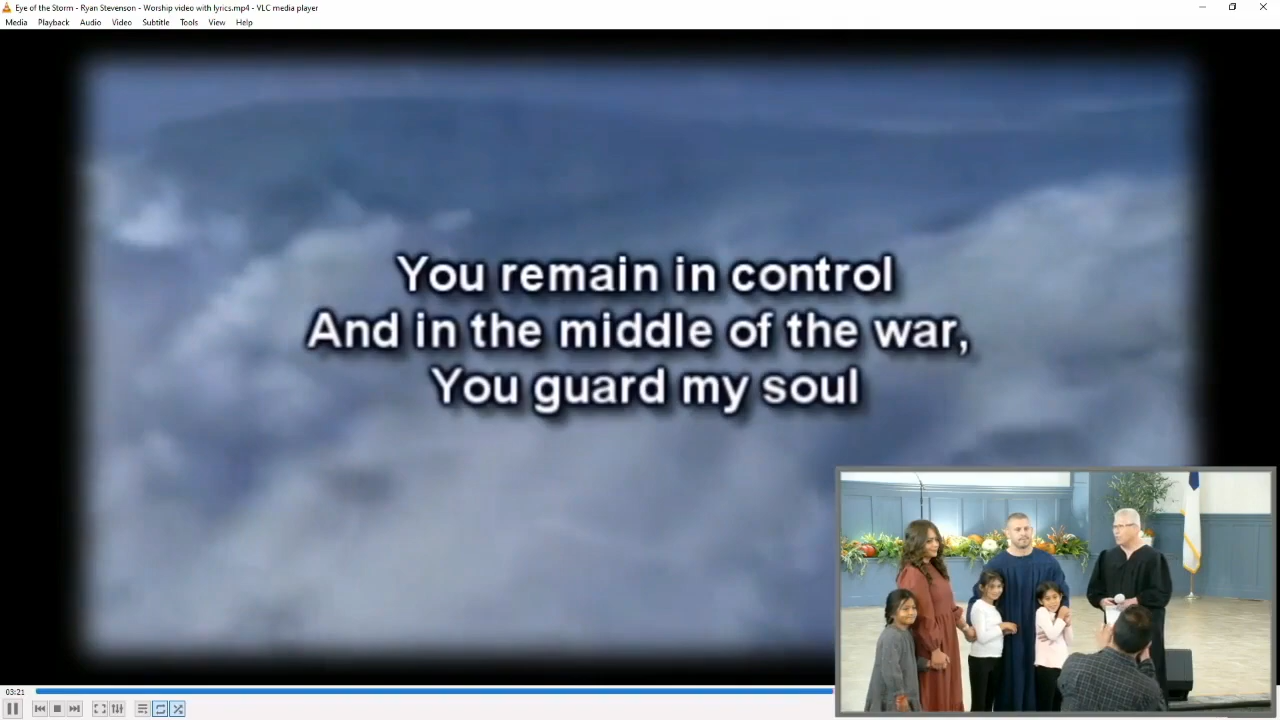 Eye of the Storm - Ryan Stevenson - Worship video with lyrics.mp4 - VLC media player
Media Playback Audio Video Subtitle Tools View Help
You remain in control
And in the middle of the war,
You guard my soul
03:21